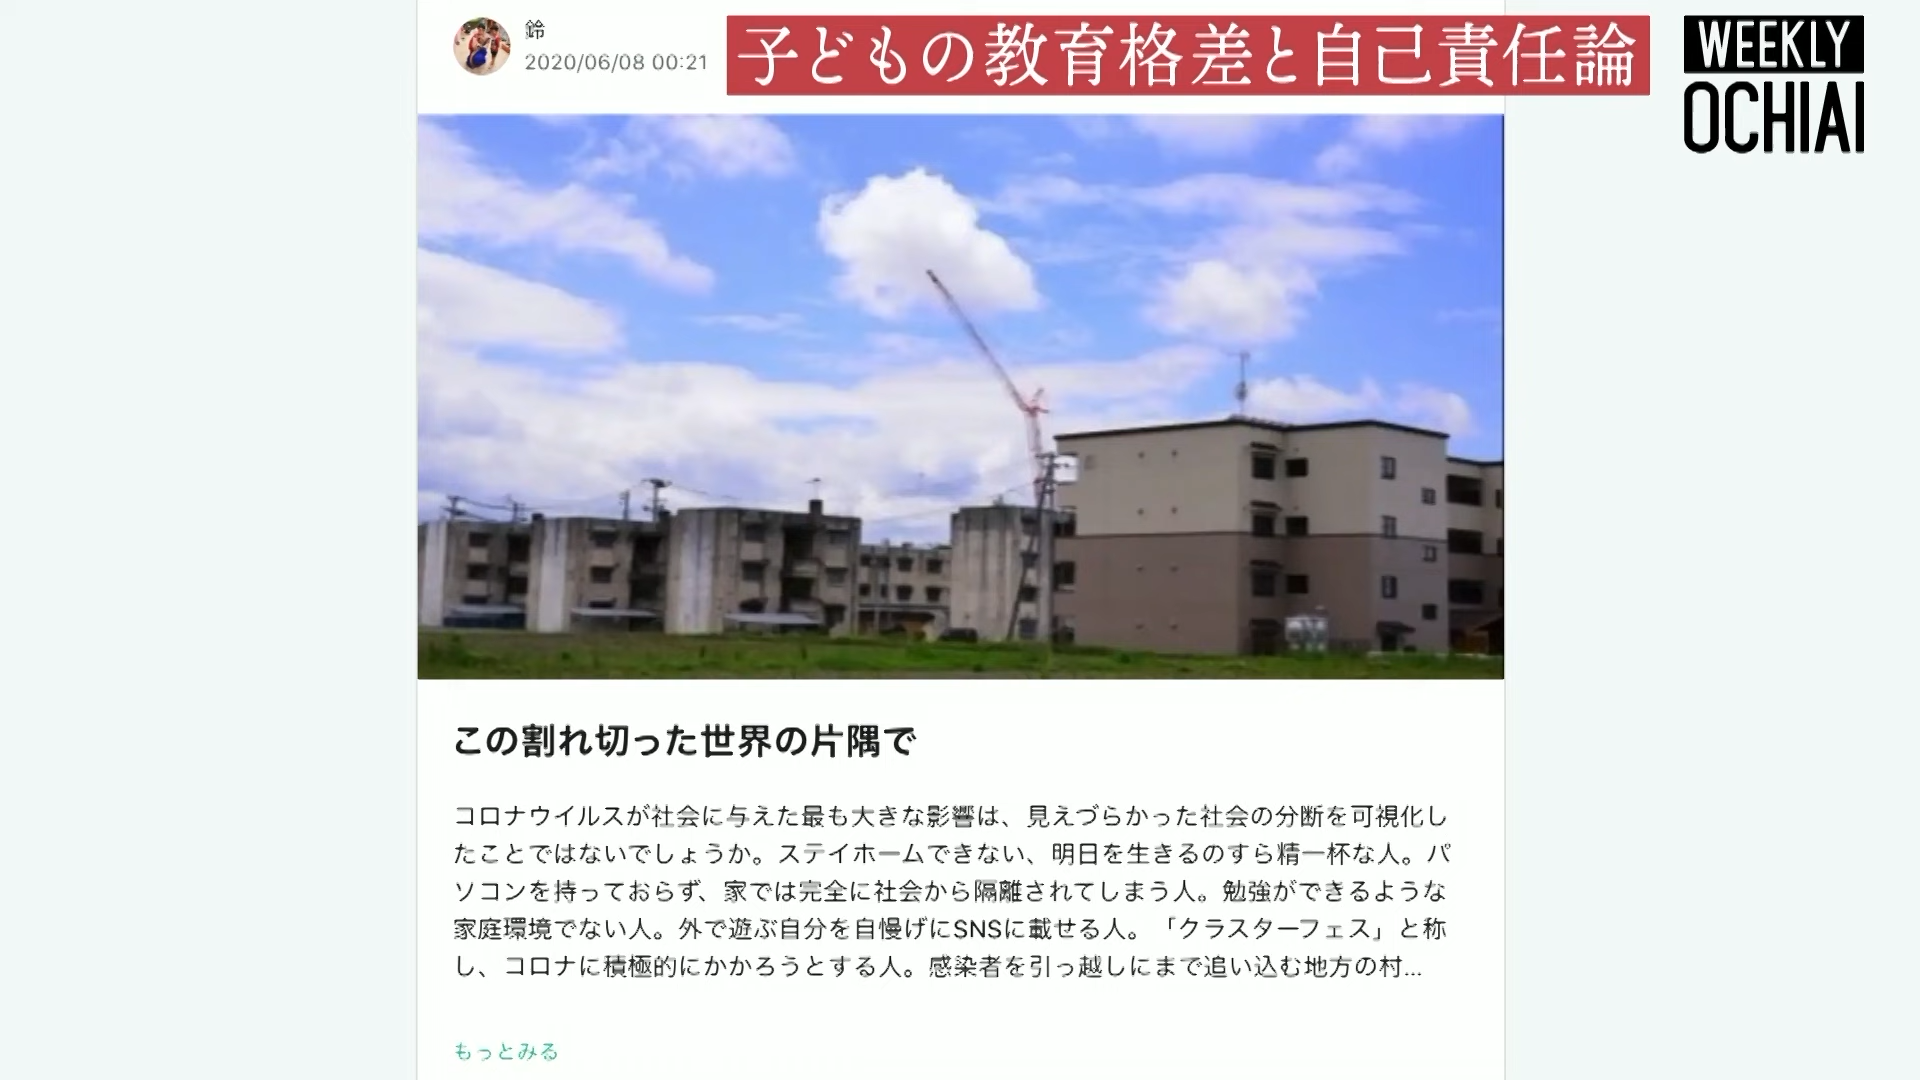 鈴
2020/06/08 00:21
子どもの教育格差と自己責任論
WEEKLY
OCHIAI
この割れ切った世界の片隅で
コロナウイルスが社会に与えた最も大きな影響は、見えづらかった社会の分断を可視化し
たことではないでしょうか。ステイホームできない、明日を生きるのすら精一杯な人。パ
ソコンを持っておらず、家では完全に社会から隔離されてしまう人。勉強ができるような
家庭環境でない人。外で遊ぶ自分を自慢げにSNSに載せる人。「クラスターフェス」と称
し、コロナに積極的にかかろうとする人。感染者を引っ越しにまで追い込む地方の村...
もっとみる